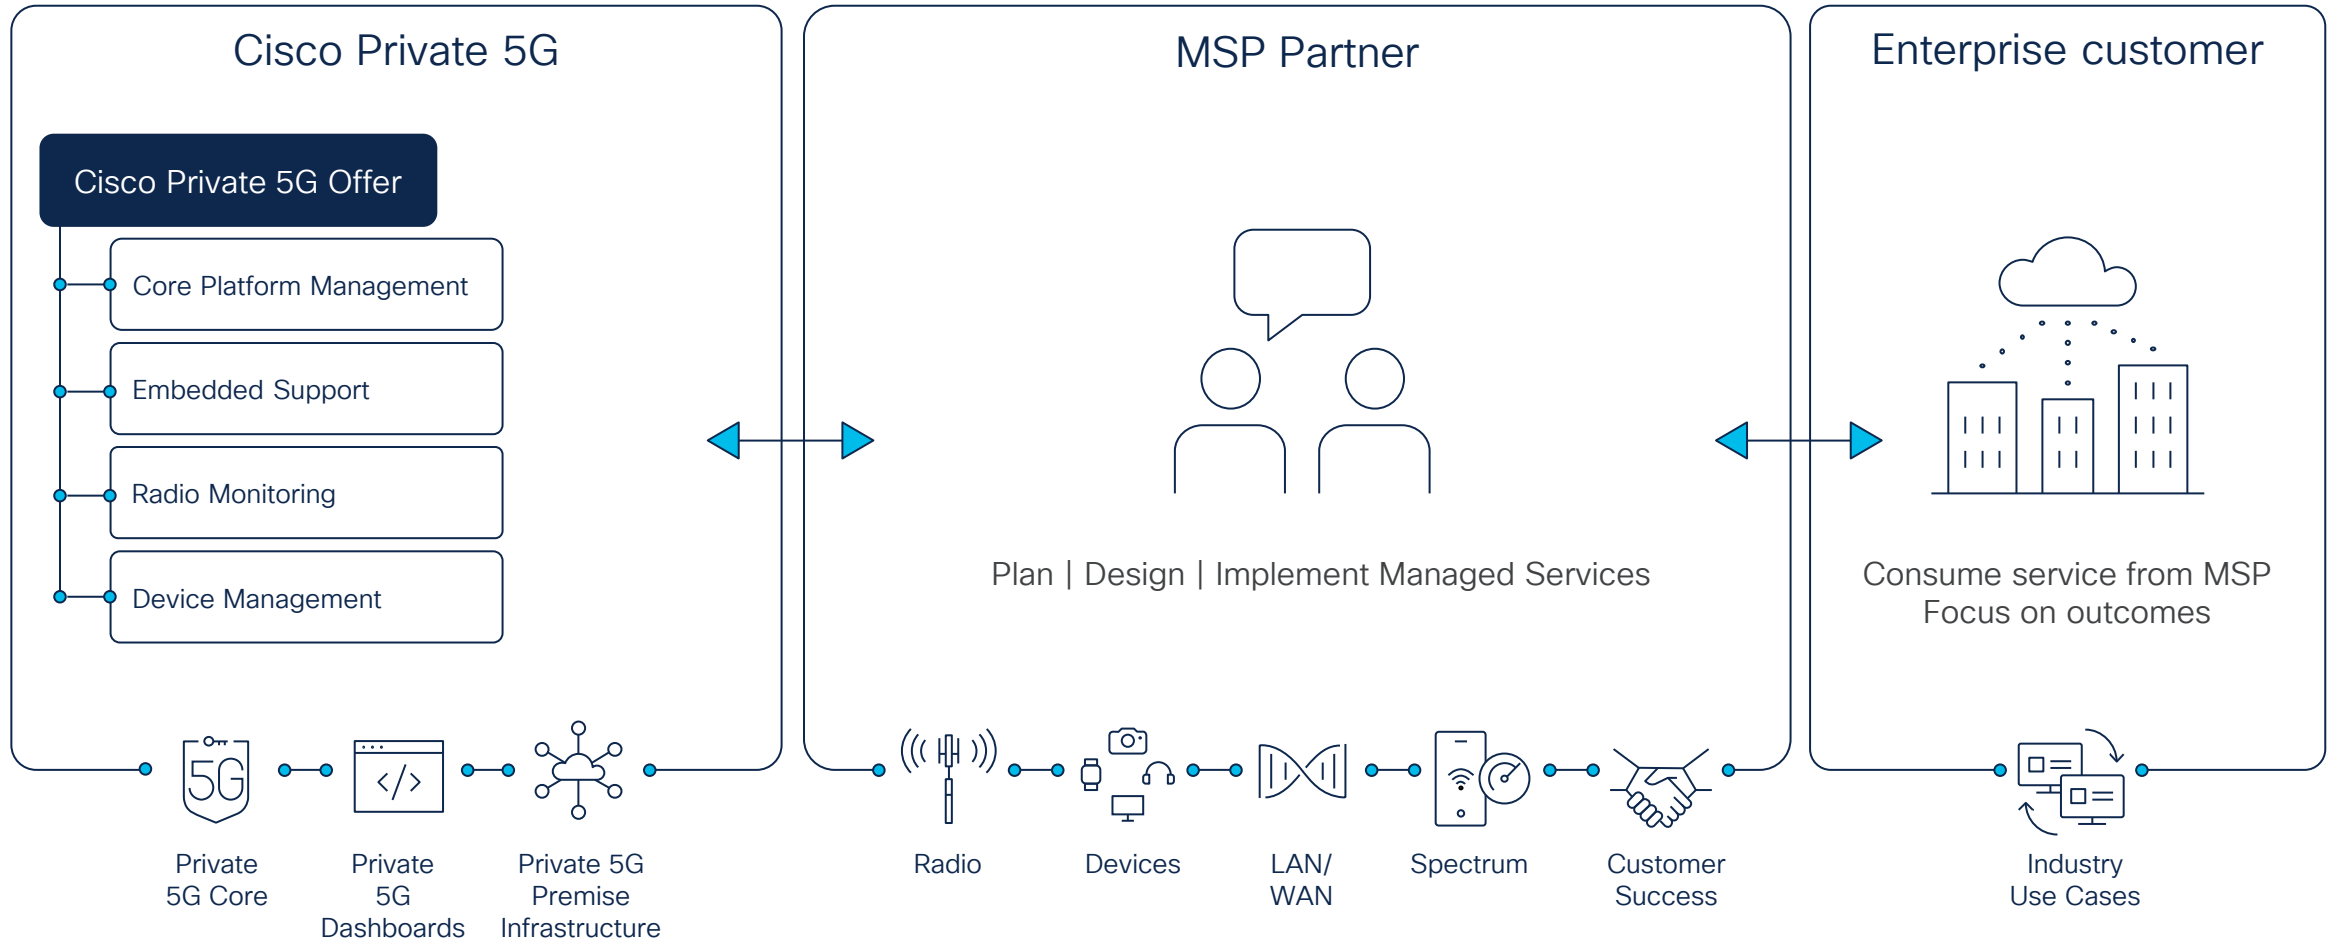 Cisco Private 5G
Cisco Private 5G Offer
Core Platform Management
Embedded Support
Radio Monitoring
Device Management
5G
</>
Private
5G Core
Private
5G
Dashboards
Private 5G
Premise
Infrastructure
MSP Partner
Plan | Design | Implement Managed Services
Radio
Devices
LAN/
WAN
Spectrum
Customer
Success
Enterprise customer
Consume service from MSP
Focus on outcomes
Industry
Use Cases